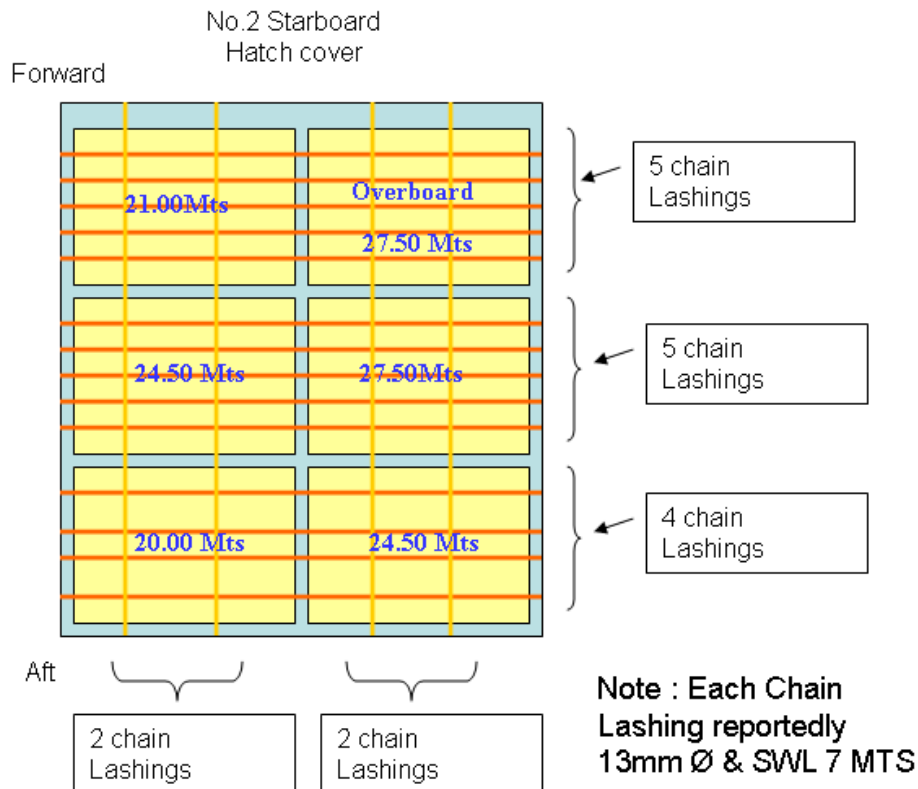 No.2 Starboard
Hatch cover
Forward
21.00Mts
Overboard
27.50 Mts
5 chain
Lashings
24.50 Mts
27.50Mts
5 chain
Lashings
20.00 Mts
24.50 Mts
4 chain
Lashings
Aft
2 chain
Lashings
2 chain
Lashings
Note : Each Chain
Lashing reportedly
13mm Ø & SWL 7 MTS